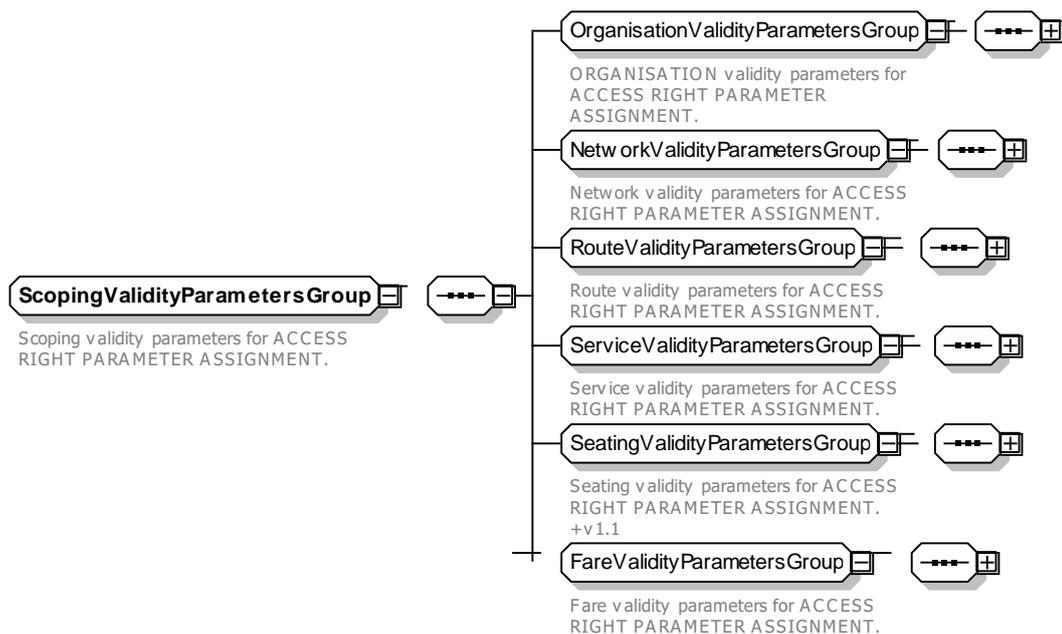 OrganisationValidityParametersGroup
ORGANISATION validity parameters for
ACCESS RIGHT PARAMETER
ASSIGNMENT.
NetworkValidityParametersGroup
Network validity parameters for ACCESS
RIGHT PARAMETER ASSIGNMENT.
RouteValidityParametersGroup
Route validity parameters for ACCESS
RIGHT PARAMETER ASSIGNMENT.
ScopingValidityParametersGroup
Scoping validity parameters for ACCESS
RIGHT PARAMETER ASSIGNMENT.
ServiceValidityParametersGroup
Service validity parameters for ACCESS
RIGHT PARAMETER ASSIGNMENT.
SeatingValidityParametersGroup
Seating validity parameters for ACCESS
RIGHT PARAMETER ASSIGNMENT.
+v1.1
FareValidityParametersGroup
Fare validity parameters for ACCESS
RIGHT PARAMETER ASSIGNMENT.